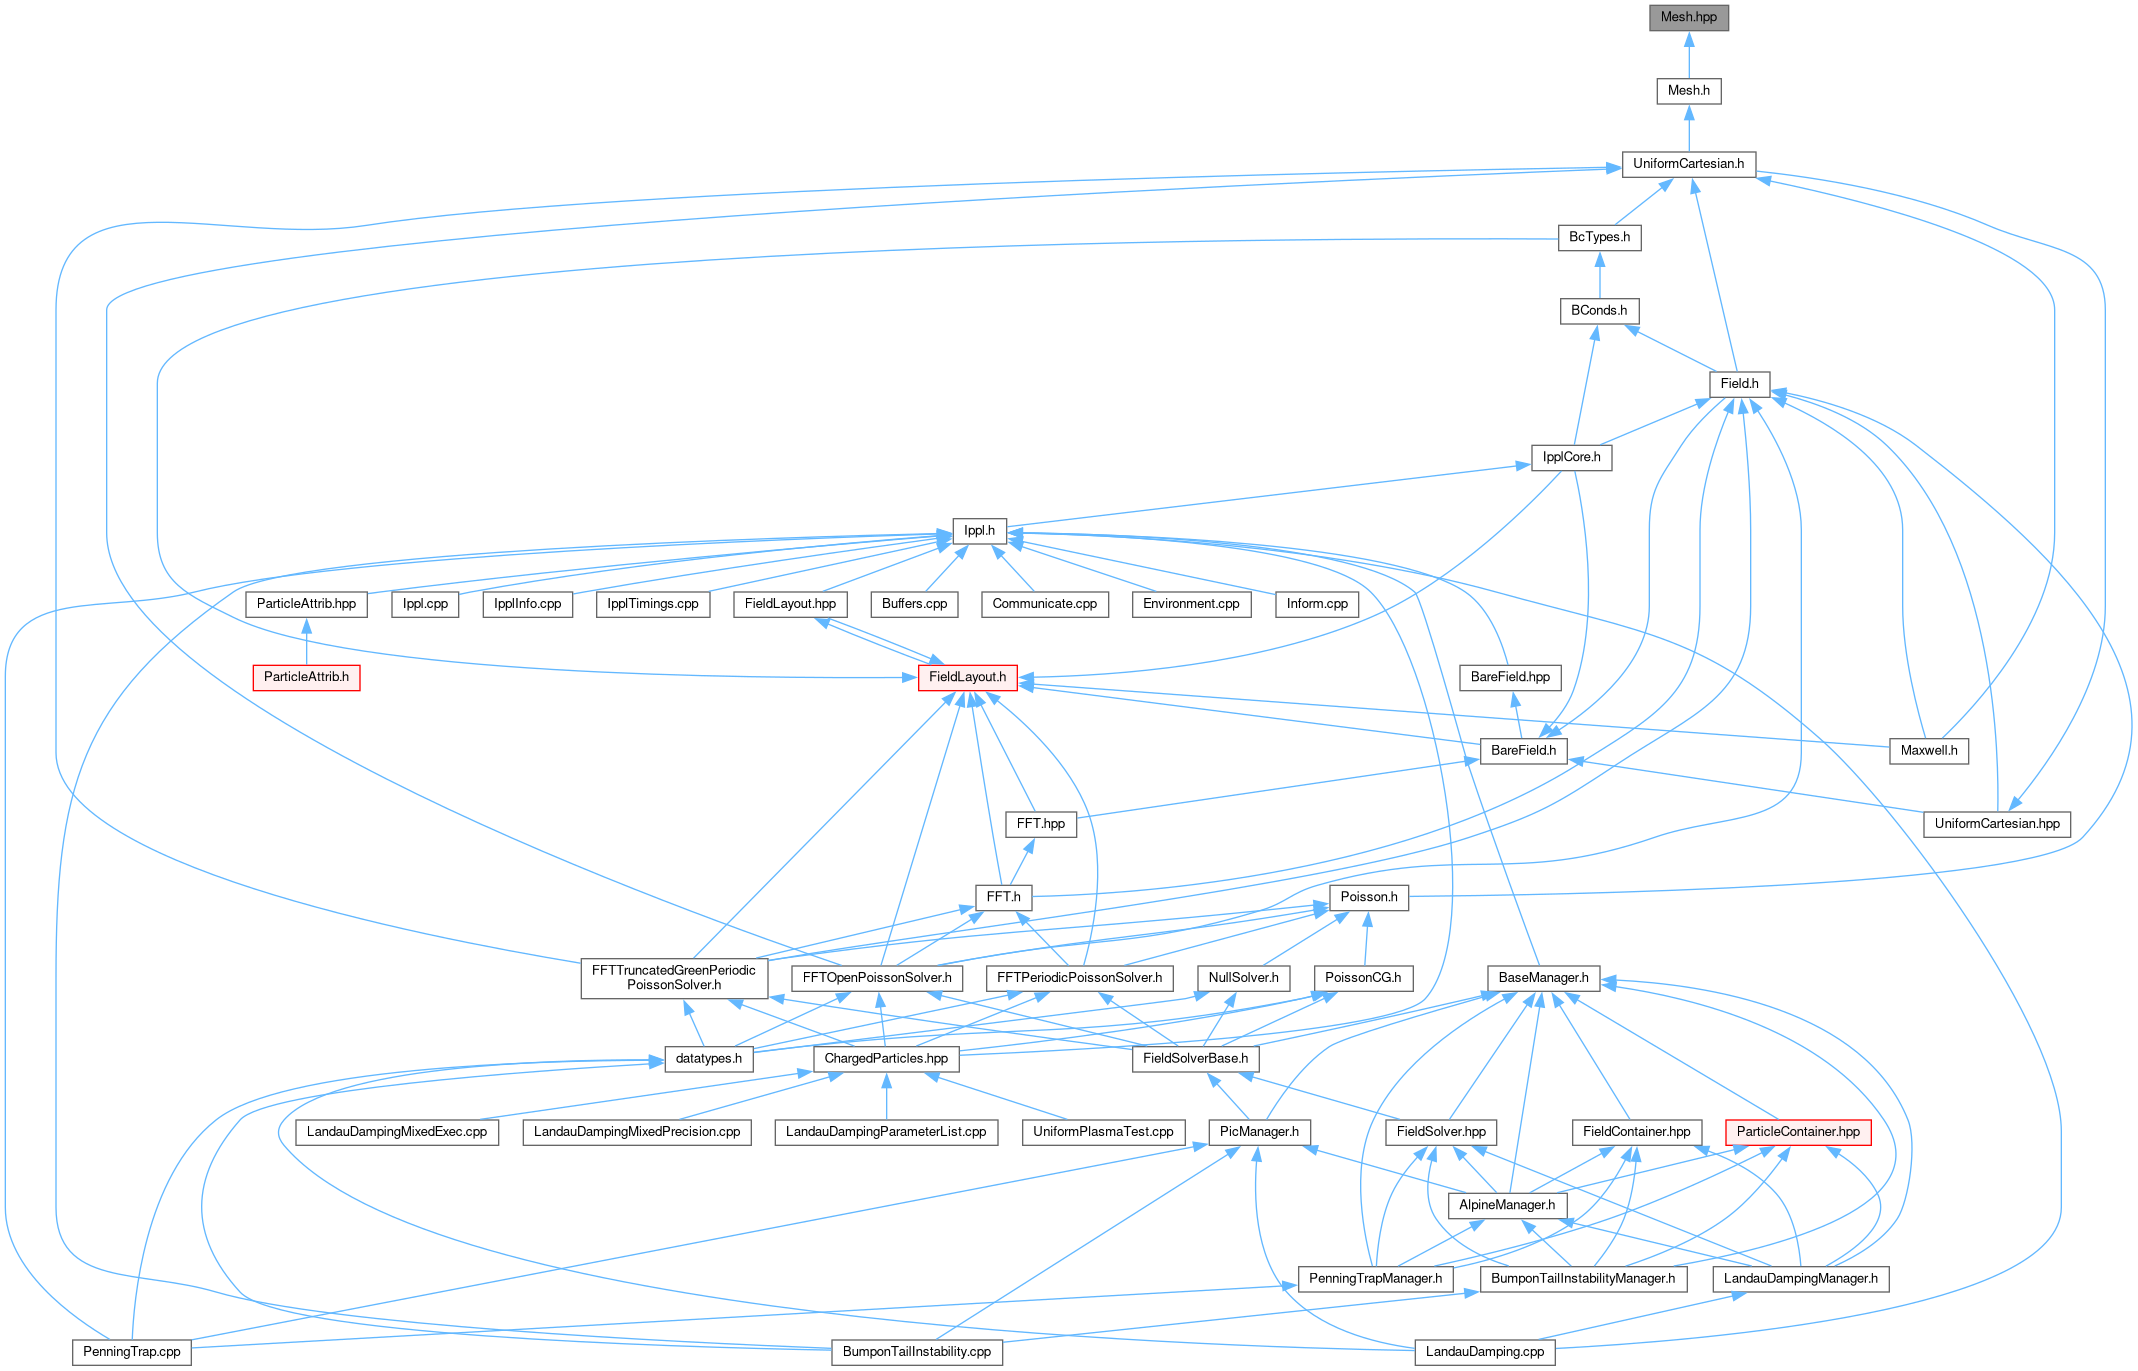 Mesh.hpp
Mesh.h
UniformCartesian.h
BcTypes.h
BConds.h
Field.h
IpplCore.h
Ippl.h
ParticleAttrib.hpp
Ippl.cpp
IpplInfo.cpp
IpplTimings.cpp
FieldLayout.hpp
Buffers.cpp
Communicate.cpp
Environment.cpp
Inform.cpp
ParticleAttrib.h
FieldLayout.h
BareField.hpp
BareField.h
Maxwell.h
FFT.hpp
UniformCartesian.hpp
FFT.h
Poisson.h
FFTTruncatedGreenPeriodic
PoissonSolver.h
FFTOpenPoissonSolver.h
FFTPeriodicPoissonSolver.h
NullSolver.h
PoissonCG.h
BaseManager.h
datatypes.h
ChargedParticles.hpp
FieldSolverBase.h
LandauDampingMixedExec.cpp
LandauDampingMixedPrecision.cpp
LandauDampingParameterList.cpp
UniformPlasmaTest.cpp
PicManager.h
FieldSolver.hpp
FieldContainer.hpp
ParticleContainer.hpp
AlpineManager.h
PenningTrapManager.h
BumponTailInstabilityManager.h
LandauDampingManager.h
PenningTrap.cpp
BumponTailInstability.cpp
LandauDamping.cpp